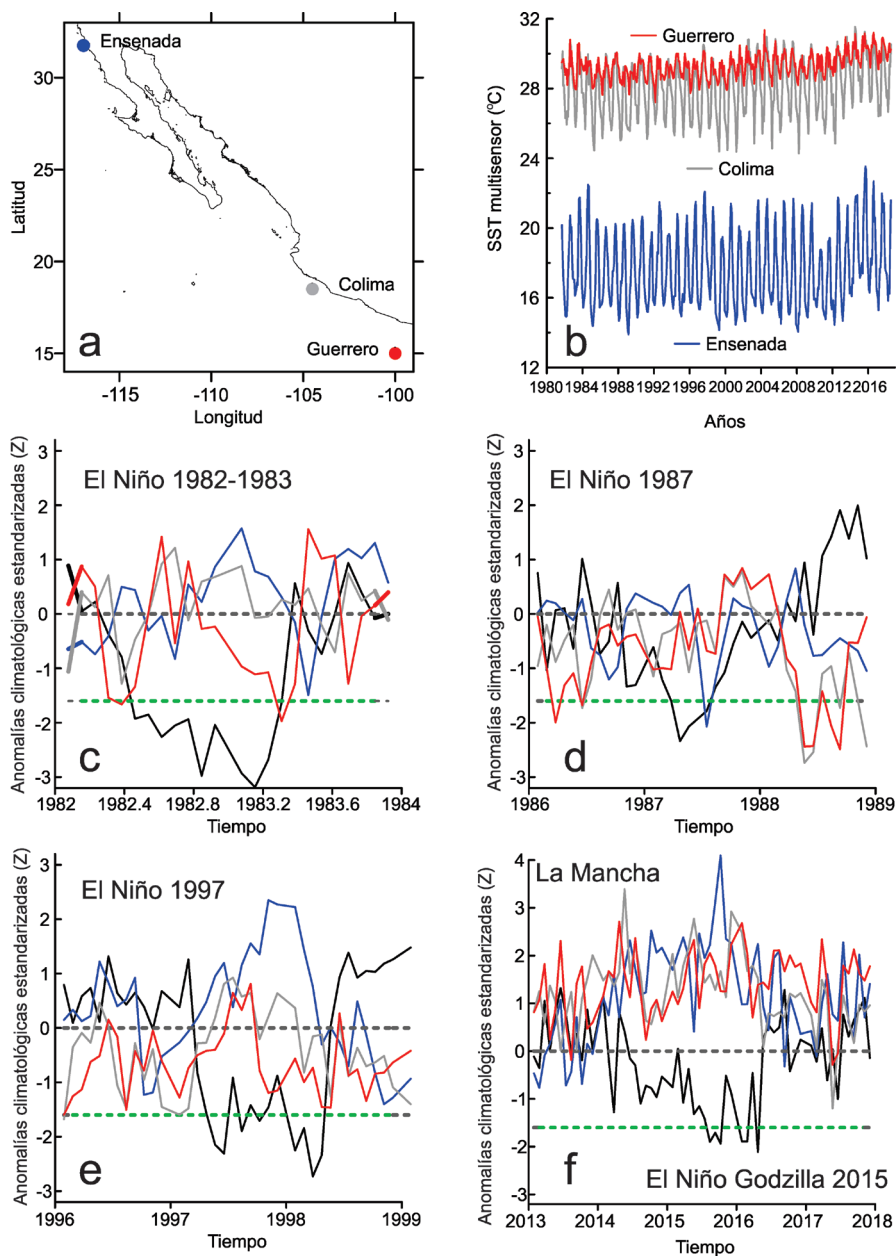 Ensenada
Colima
Guerrero
a
Latitud
32
28
24
19
15
-115
-110
-105
-100
Longitud
Guerrero
Colima
Ensenada
b
SST multisensor (ºC)
32
28
24
20
16
12
1980 1984 1988 1992 1996 2000 2004 2008 2012 2016
Años
El Niño 1982-1983
c
Anomalías climatológicas estandarizadas (Z)
3
2
1
0
-1
-2
-3
1982 1982.4 1982.8 1983.2 1983.6 1984
Tiempo
El Niño 1987
d
Anomalías climatológicas estandarizadas (Z)
3
2
1
0
-1
-2
-3
1986 1987 1988 1989
Tiempo
El Niño 1997
e
Anomalías climatológicas estandarizadas (Z)
3
2
1
0
-1
-2
-3
1996 1997 1998 1999
Tiempo
La Mancha
f
El Niño Godzilla 2015
Anomalías climatológicas estandarizadas (Z)
4
3
2
1
0
-1
-2
-3
2013 2014 2015 2016 2017 2018
Tiempo